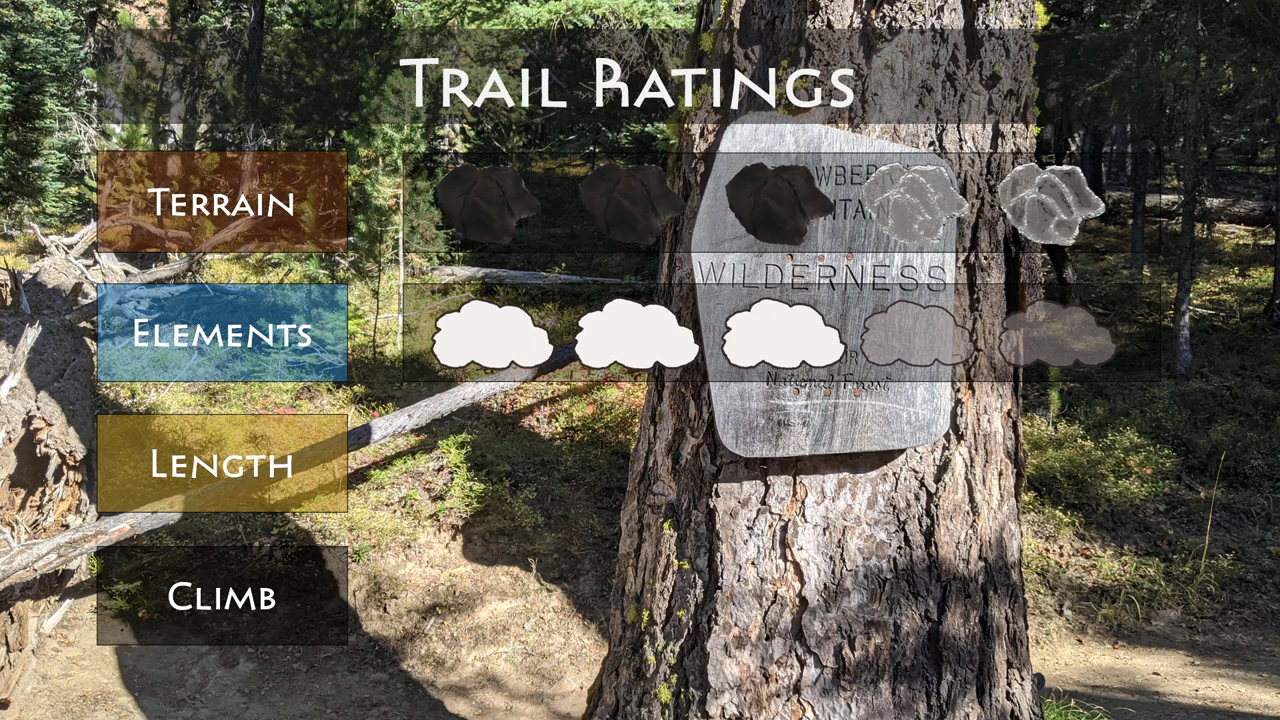 TRAIL RATINGS
TERRAIN
ELEMENTS
LENGTH
CLIMB
WILDERNESS
National Forest